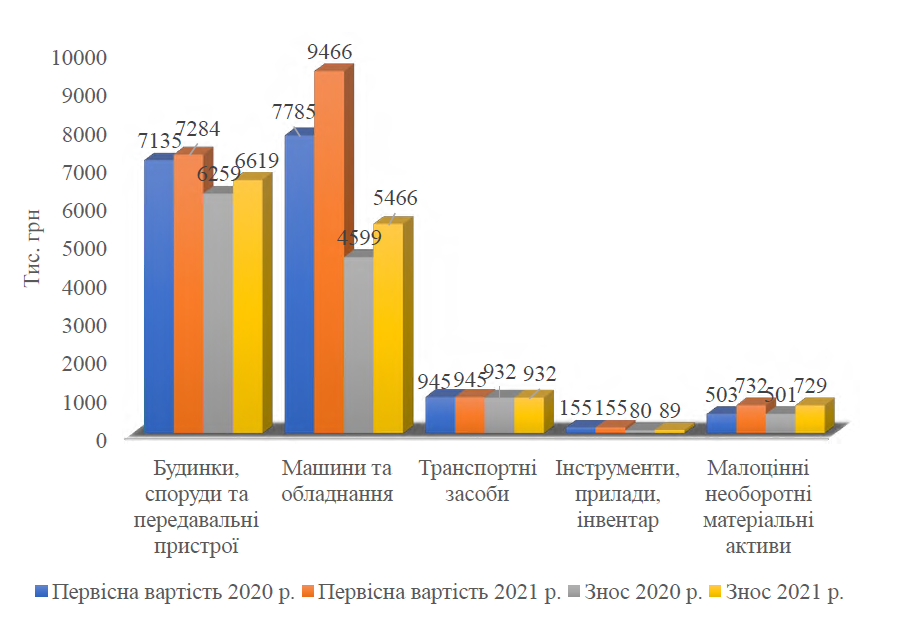 9466
10000
9000
7785
8000
7135
7284
7000
6259
6619
6000
5466
5000
4599
4000
3000
2000
1000
0
Тис. грн
945
945
932
932
155
155
80
89
503
732
501
729
Будинки,
споруди та
передавальні
пристрої
Машини та
обладнання
Транспортні
засоби
Інструменти,
прилади,
інвентар
Малоцінні
необоротні
матеріальні
активи
Первісна вартість 2020 р.
Первісна вартість 2021 р.
Знос 2020 р.
Знос 2021 р.